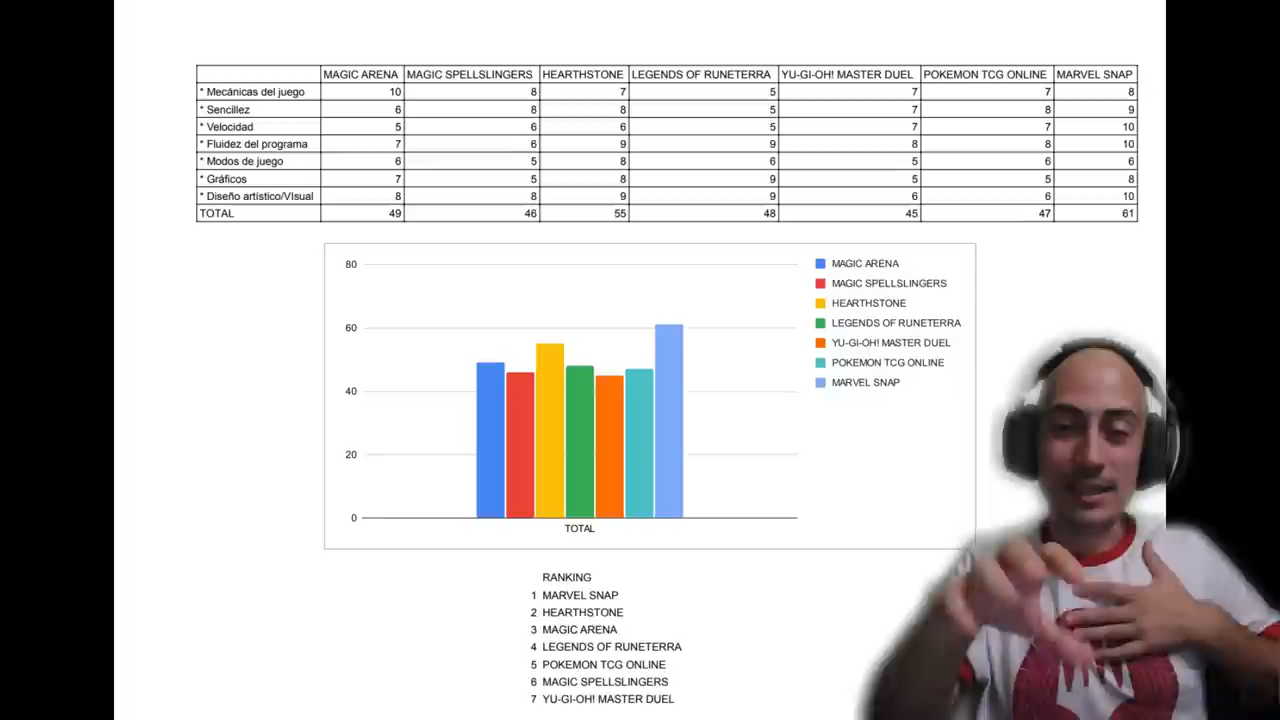 MAGIC ARENA MAGIC SPELLSLINGERS HEARTHSTONE LEGENDS OF RUNETERRA YU-GI-OH! MASTER DUEL POKEMON TCG ONLINE MARVEL SNAP
* Mecánicas del juego 10 8 7 5 7 7 8
* Sencillez 6 8 8 5 7 8 9
* Velocidad 5 6 6 5 7 7 10
* Fluidez del programa 7 6 9 9 8 8 10
* Modos de juego 6 5 8 6 5 6 6
* Gráficos 7 5 8 9 5 5 8
* Diseño artístico/VIsual 8 8 9 9 6 6 10
TOTAL 49 46 55 48 45 47 61
80
60
40
20
0
TOTAL
MAGIC ARENA
MAGIC SPELLSLINGERS
HEARTHSTONE
LEGENDS OF RUNETERRA
YU-GI-OH! MASTER DUEL
POKEMON TCG ONLINE
MARVEL SNAP
RANKING
1 MARVEL SNAP
2 HEARTHSTONE
3 MAGIC ARENA
4 LEGENDS OF RUNETERRA
5 POKEMON TCG ONLINE
6 MAGIC SPELLSLINGERS
7 YU-GI-OH! MASTER DUEL